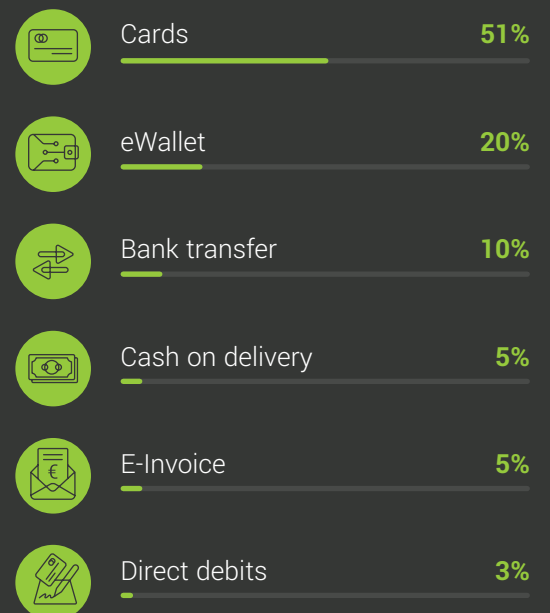 Cards 51%
eWallet 20%
Bank transfer 10%
Cash on delivery 5%
E-Invoice 5%
€
Direct debits 3%